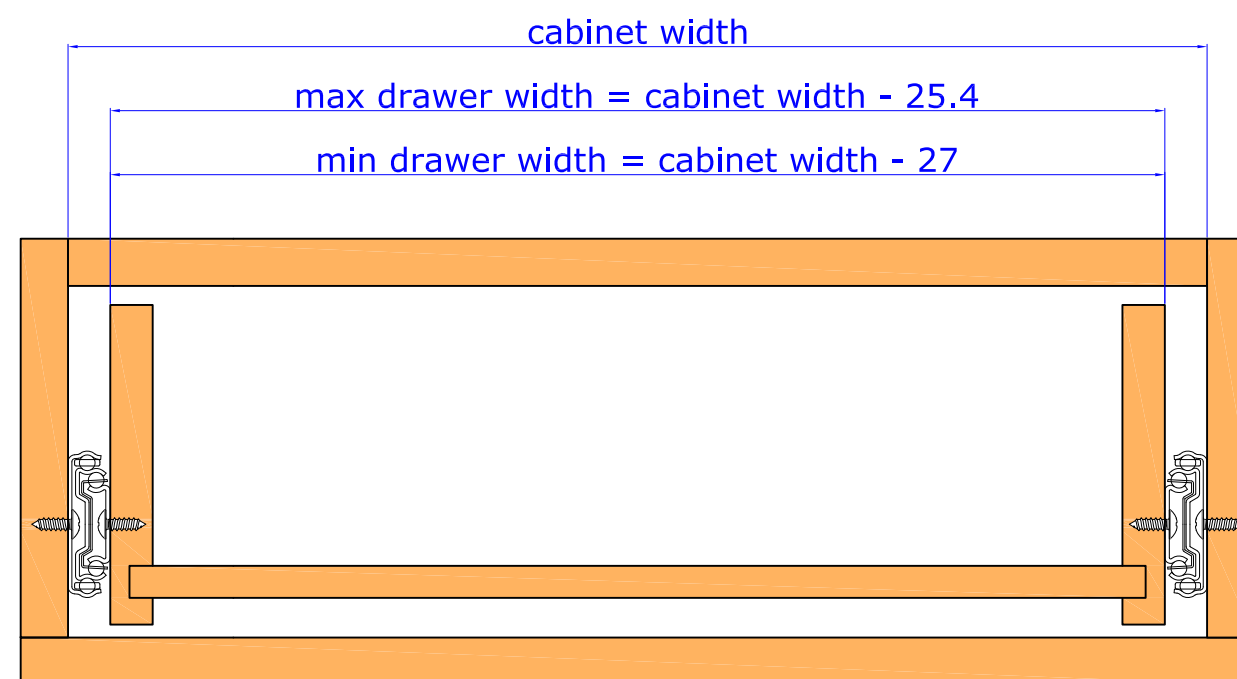 cabinet width
max drawer width = cabinet width - 25.4
min drawer width = cabinet width - 27